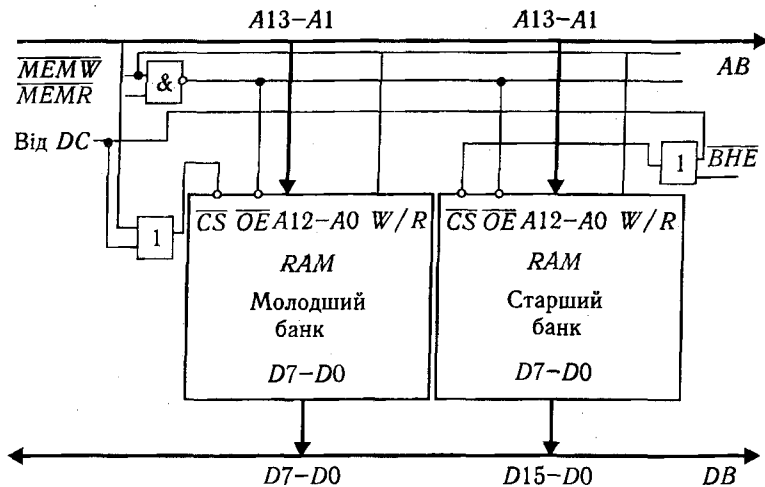 A13–A1 A13–A1
MEMW AB
&
MEMR
Від DC
1 BHE
1
CS OE A12–A0 W/R CS OE A12–A0 W/R
RAM RAM
Молодший Старший
банк банк
D7–D0 D7–D0
D7–D0 D15–D0 DB